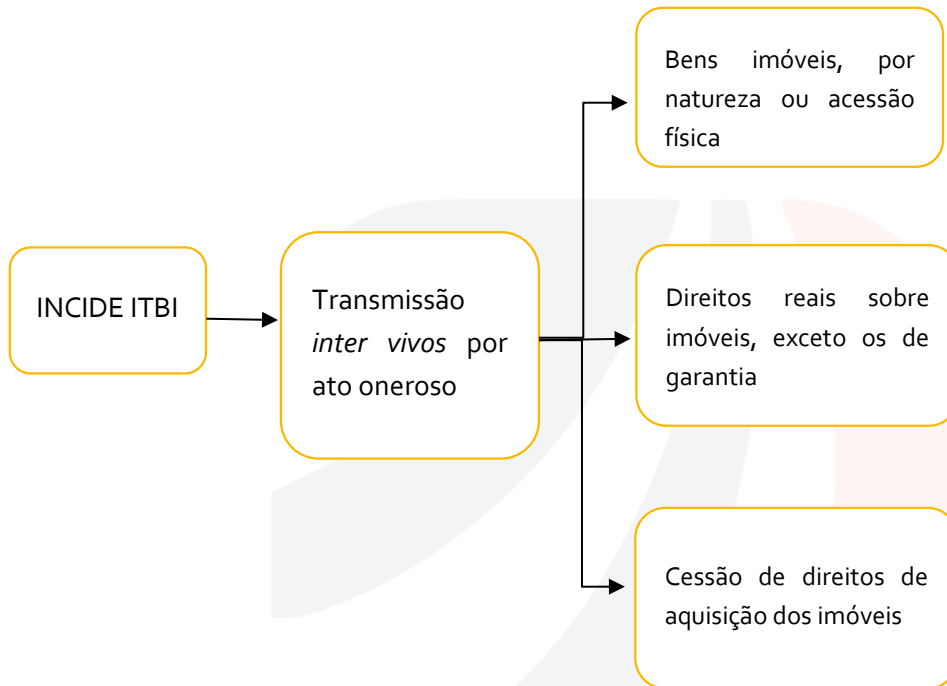 INCIDE ITBI
Transmissão
inter vivos por
ato oneroso
Bens imóveis, por
natureza ou acessão
física
Direitos reais sobre
imóveis, exceto os de
garantia
Cessão de direitos de
aquisição dos imóveis